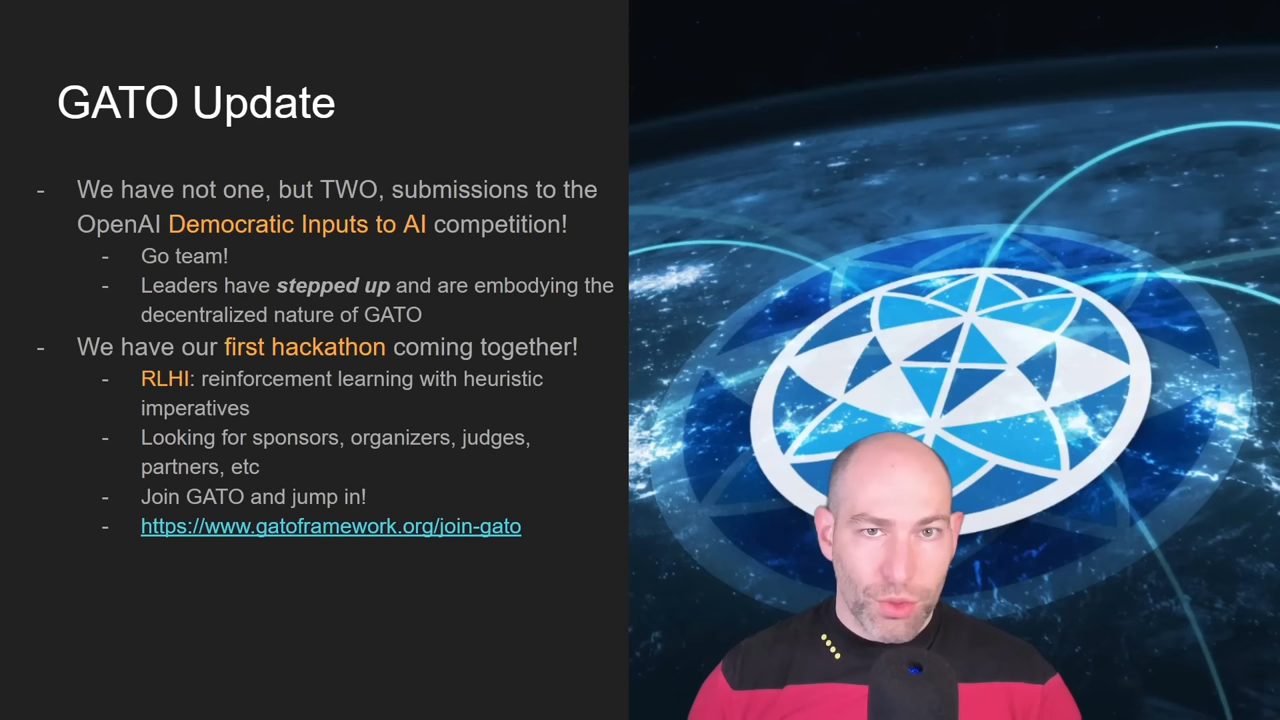 GATO Update
- We have not one, but TWO, submissions to the
OpenAI Democratic Inputs to AI competition!
- Go team!
- Leaders have stepped up and are embodying the
decentralized nature of GATO
- We have our first hackathon coming together!
- RLHI: reinforcement learning with heuristic
imperatives
- Looking for sponsors, organizers, judges,
partners, etc
- Join GATO and jump in!
- https://www.gatoframework.org/join-gato